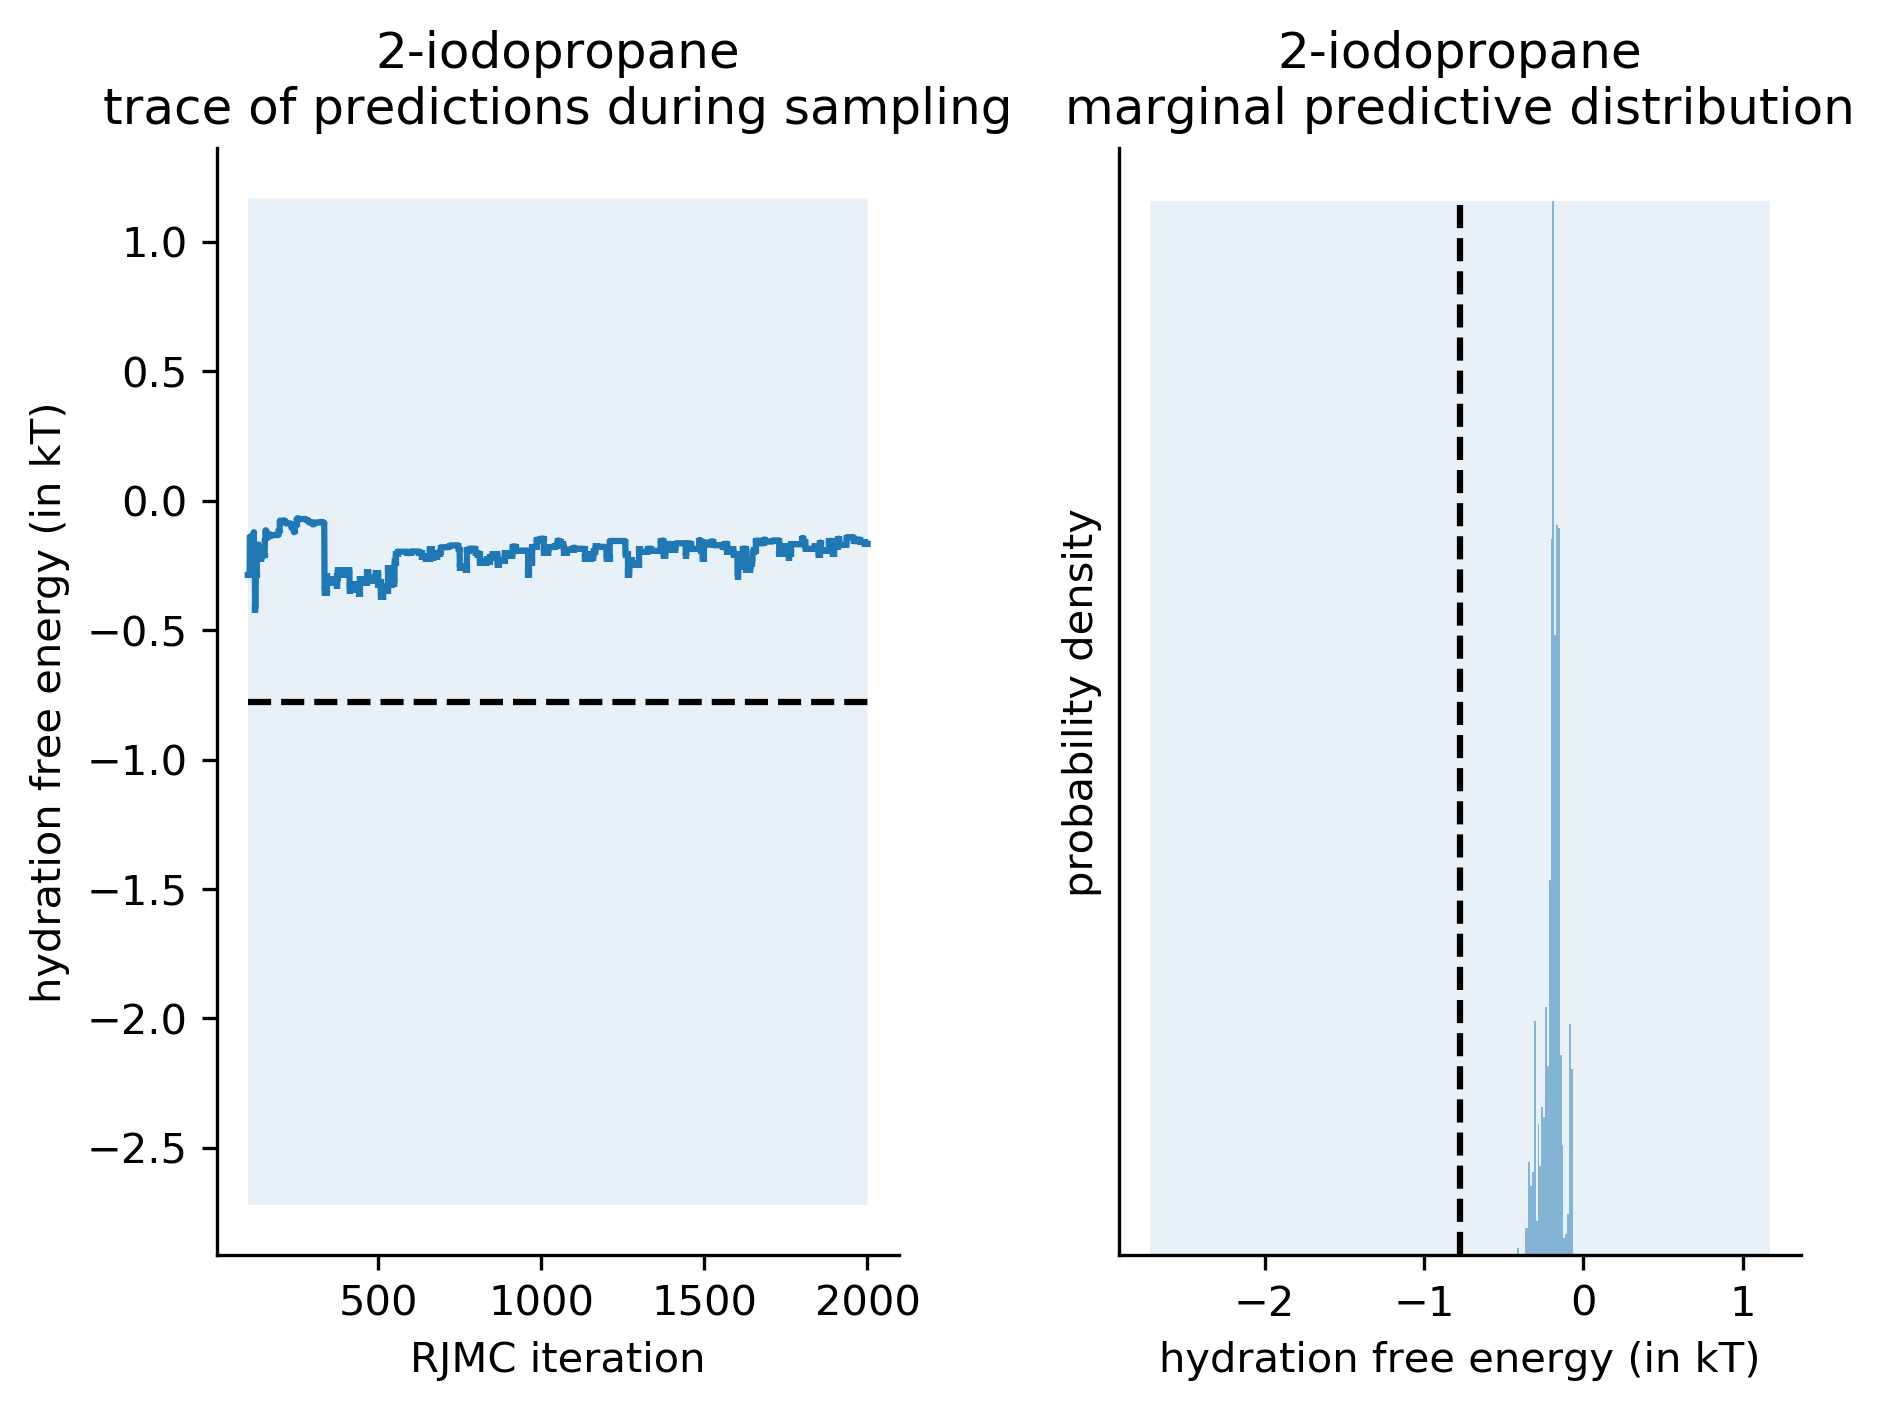 2-iodopropane
trace of predictions during sampling
hydration free energy (in kT)
1.0
0.5
0.0
−0.5
−1.0
−1.5
−2.0
−2.5
500 1000 1500 2000
RJMC iteration
2-iodopropane
marginal predictive distribution
probability density
−2 −1 0 1
hydration free energy (in kT)